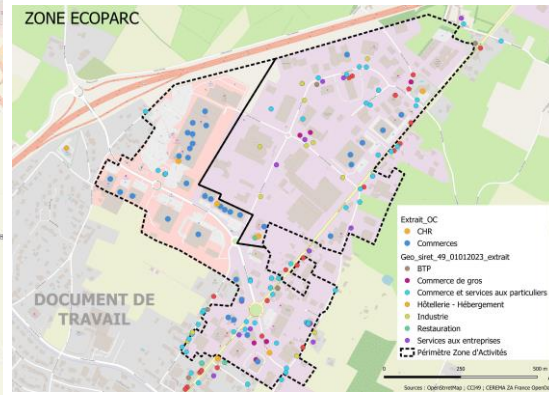 ZONE ECOPARC
DOCUMENT DE
TRAVAIL
Extrait_OC
CHR
Commerces
Geo_siret_49_01012023_extrait
BTP
Commerce de gros
Commerce et services aux particuliers
Hôtellerie - Hébergement
Industrie
Restauration
Services aux entreprises
Périmètre Zone d'Activités
0 250 500 m
Sources : OpenStreetMap ; CCI49 ; CEREMA ZA France OpenData